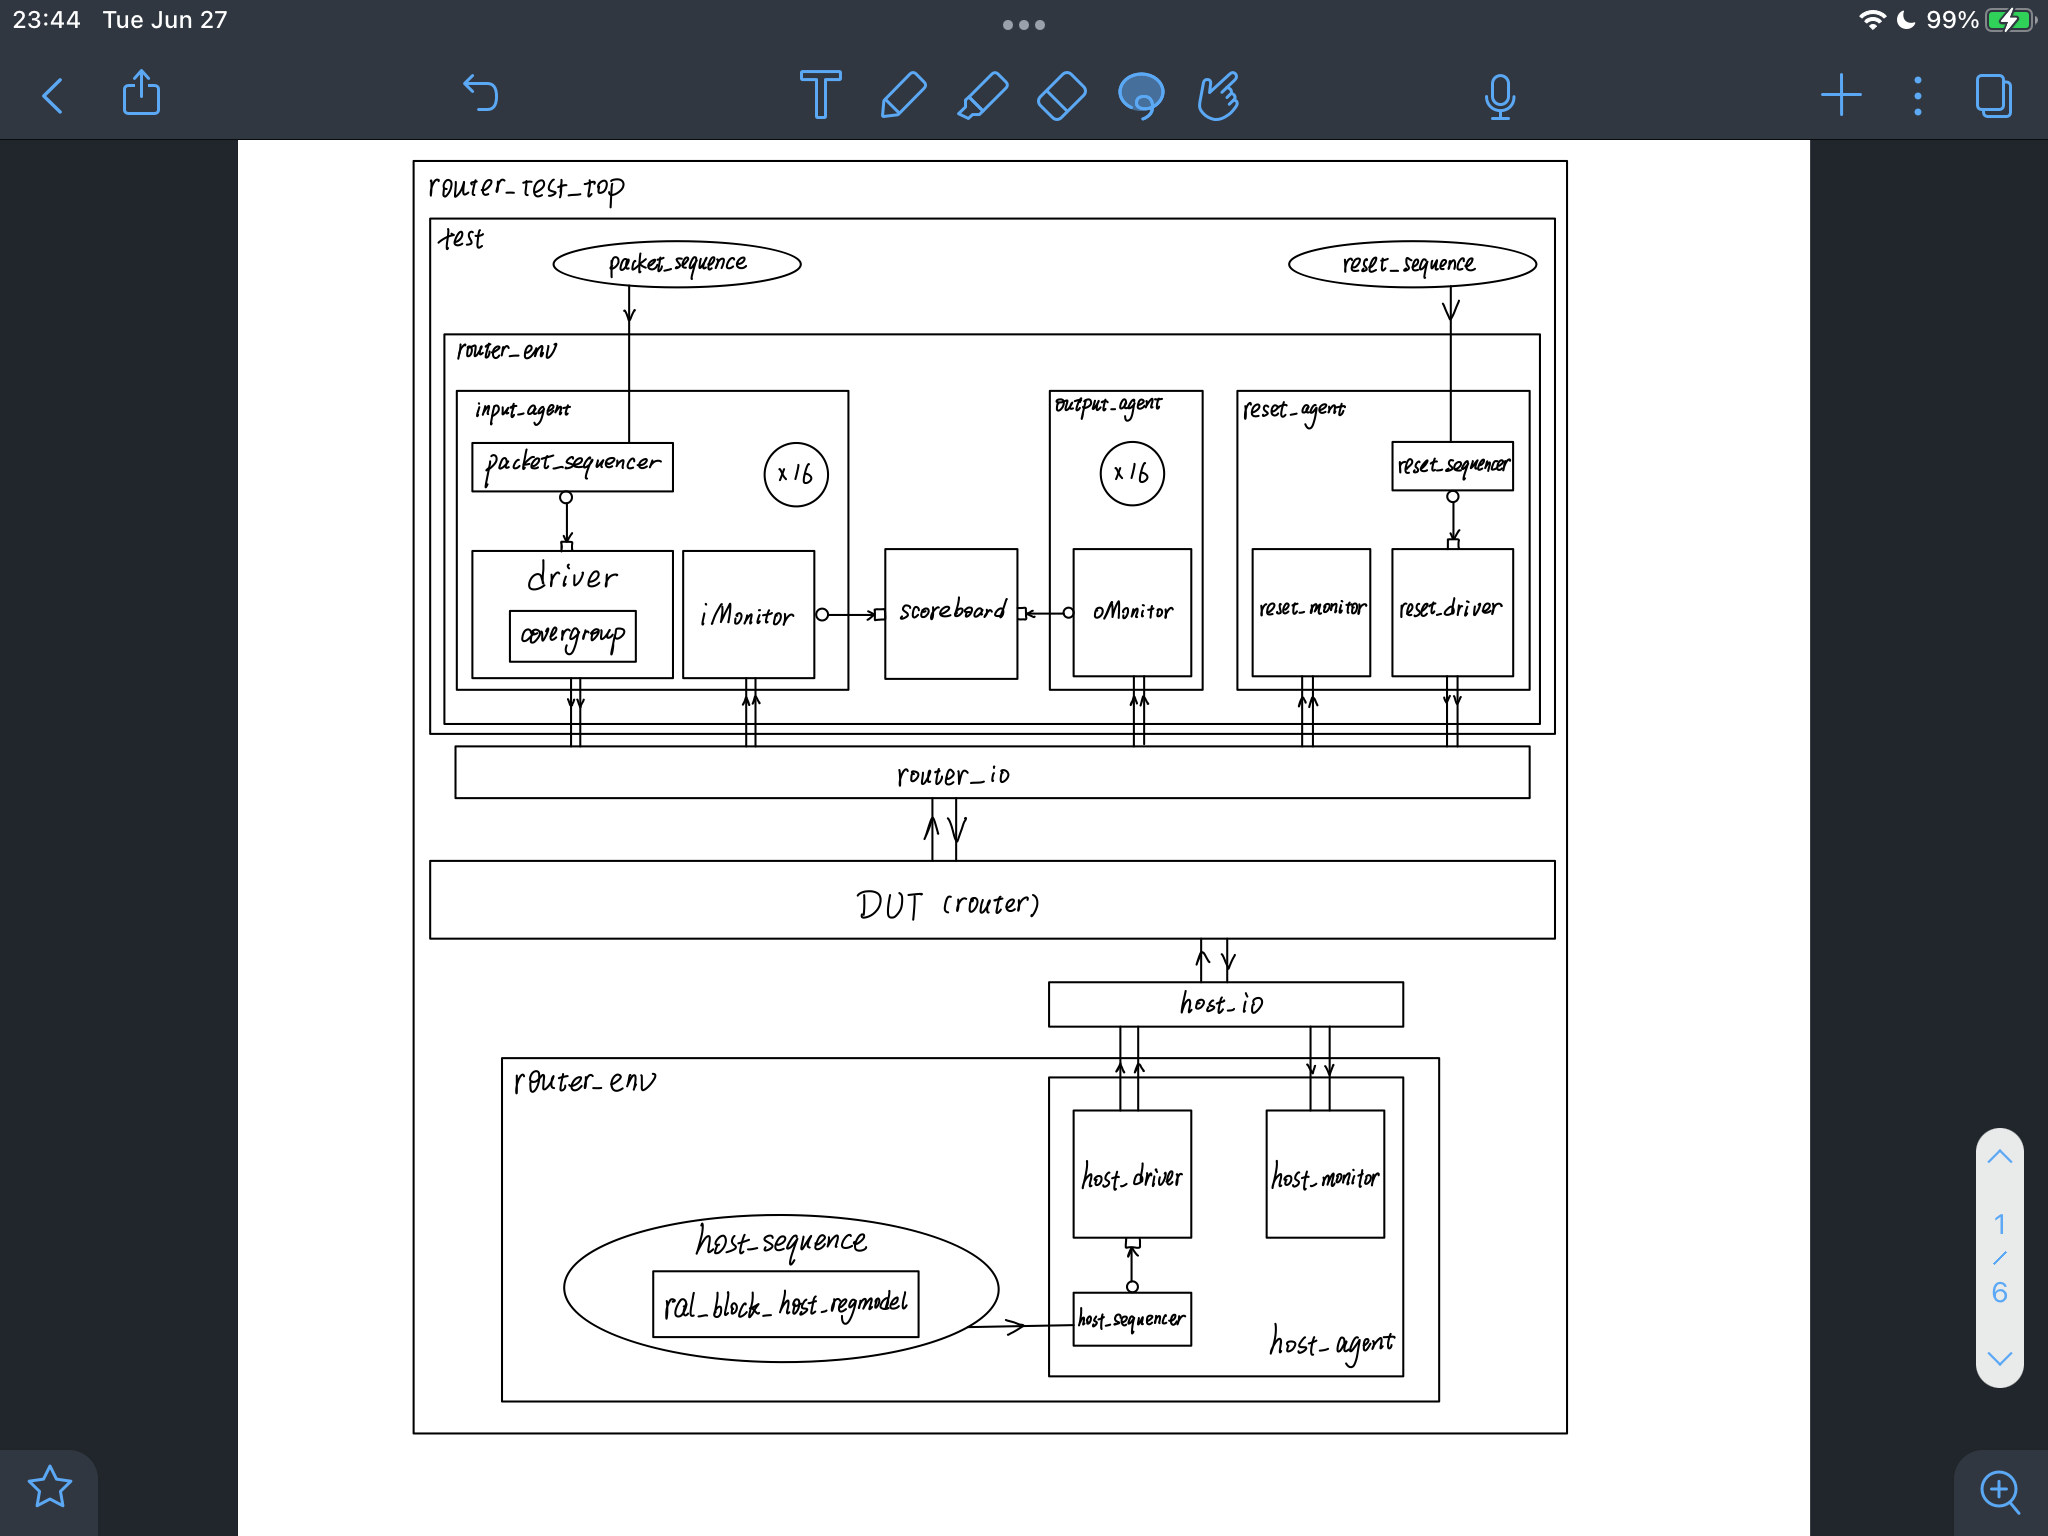 23:44 Tue Jun 27
99%
router_test_top
test
packet_sequence
reset_sequence
router_env
input_agent
output_agent
reset_agent
packet_sequencer
x16
x16
reset_sequencer
driver
covergroup
iMonitor
scoreboard
oMonitor
reset_monitor
reset_driver
router_io
DUT (router)
host_io
router_env
host_driver
host_monitor
host_sequence
ral_block_host_regmodel
host_sequencer
host_agent
1
/
6